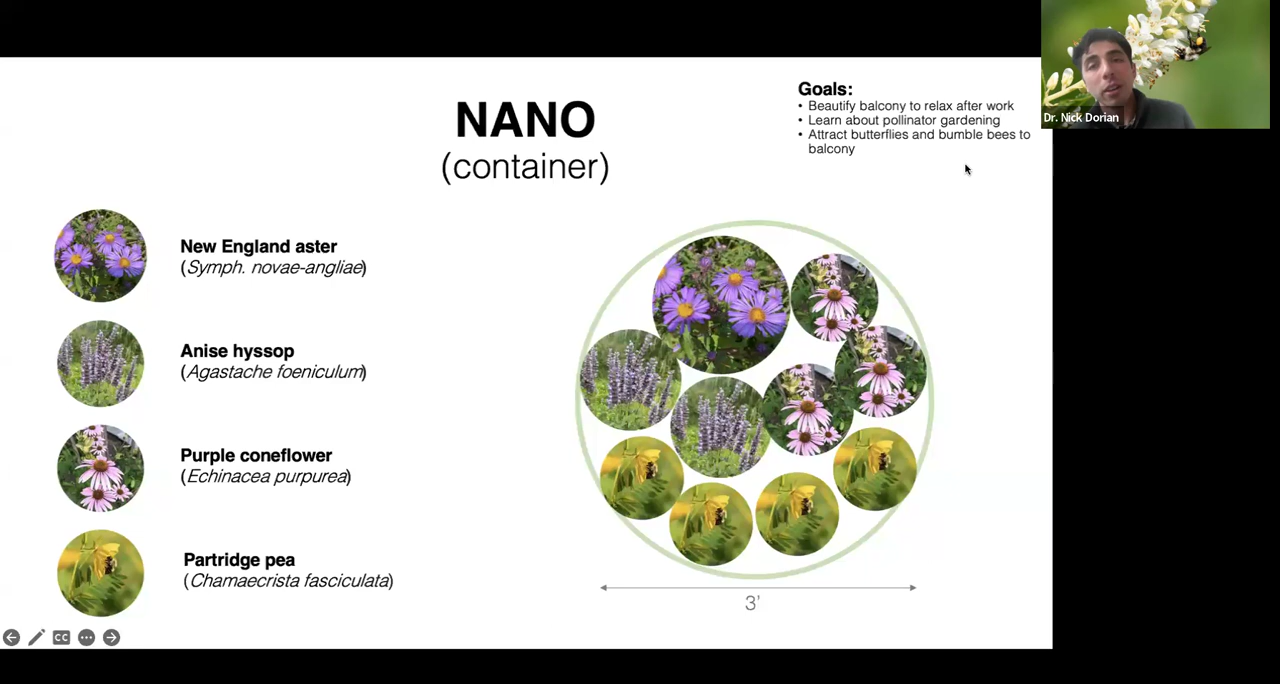 NANO
(container)
Goals:
• Beautify balcony to relax after work
• Learn about pollinator gardening
• Attract butterflies and bumble bees to
balcony
Dr. Nick Dorian
New England aster
(Symph. novae-angliae)
Anise hyssop
(Agastache foeniculum)
Purple coneflower
(Echinacea purpurea)
Partridge pea
(Chamaecrista fasciculata)
3'
CC